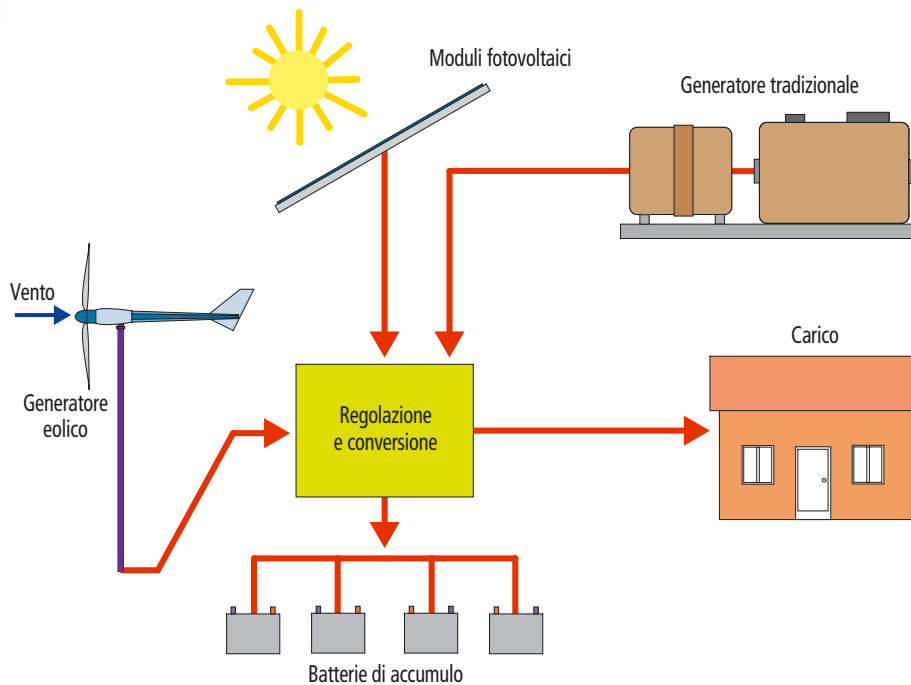 Moduli fotovoltaici
Generatore tradizionale
Vento
Generatore
eolico
Regolazione
e conversione
Carico
Batterie di accumulo